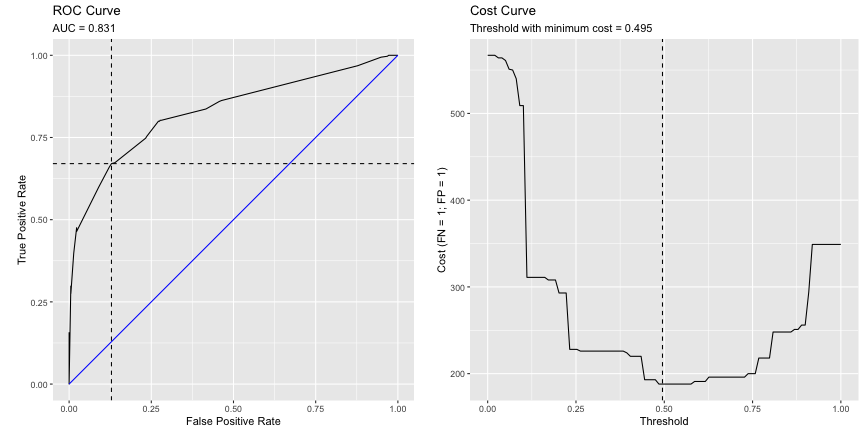 ROC Curve
AUC = 0.831
1.00
0.75
0.50
0.25
0.00
True Positive Rate
0.00 0.25 0.50 0.75 1.00
False Positive Rate
Cost Curve
Threshold with minimum cost = 0.495
500
400
300
200
Cost (FN = 1; FP = 1)
0.00 0.25 0.50 0.75 1.00
Threshold